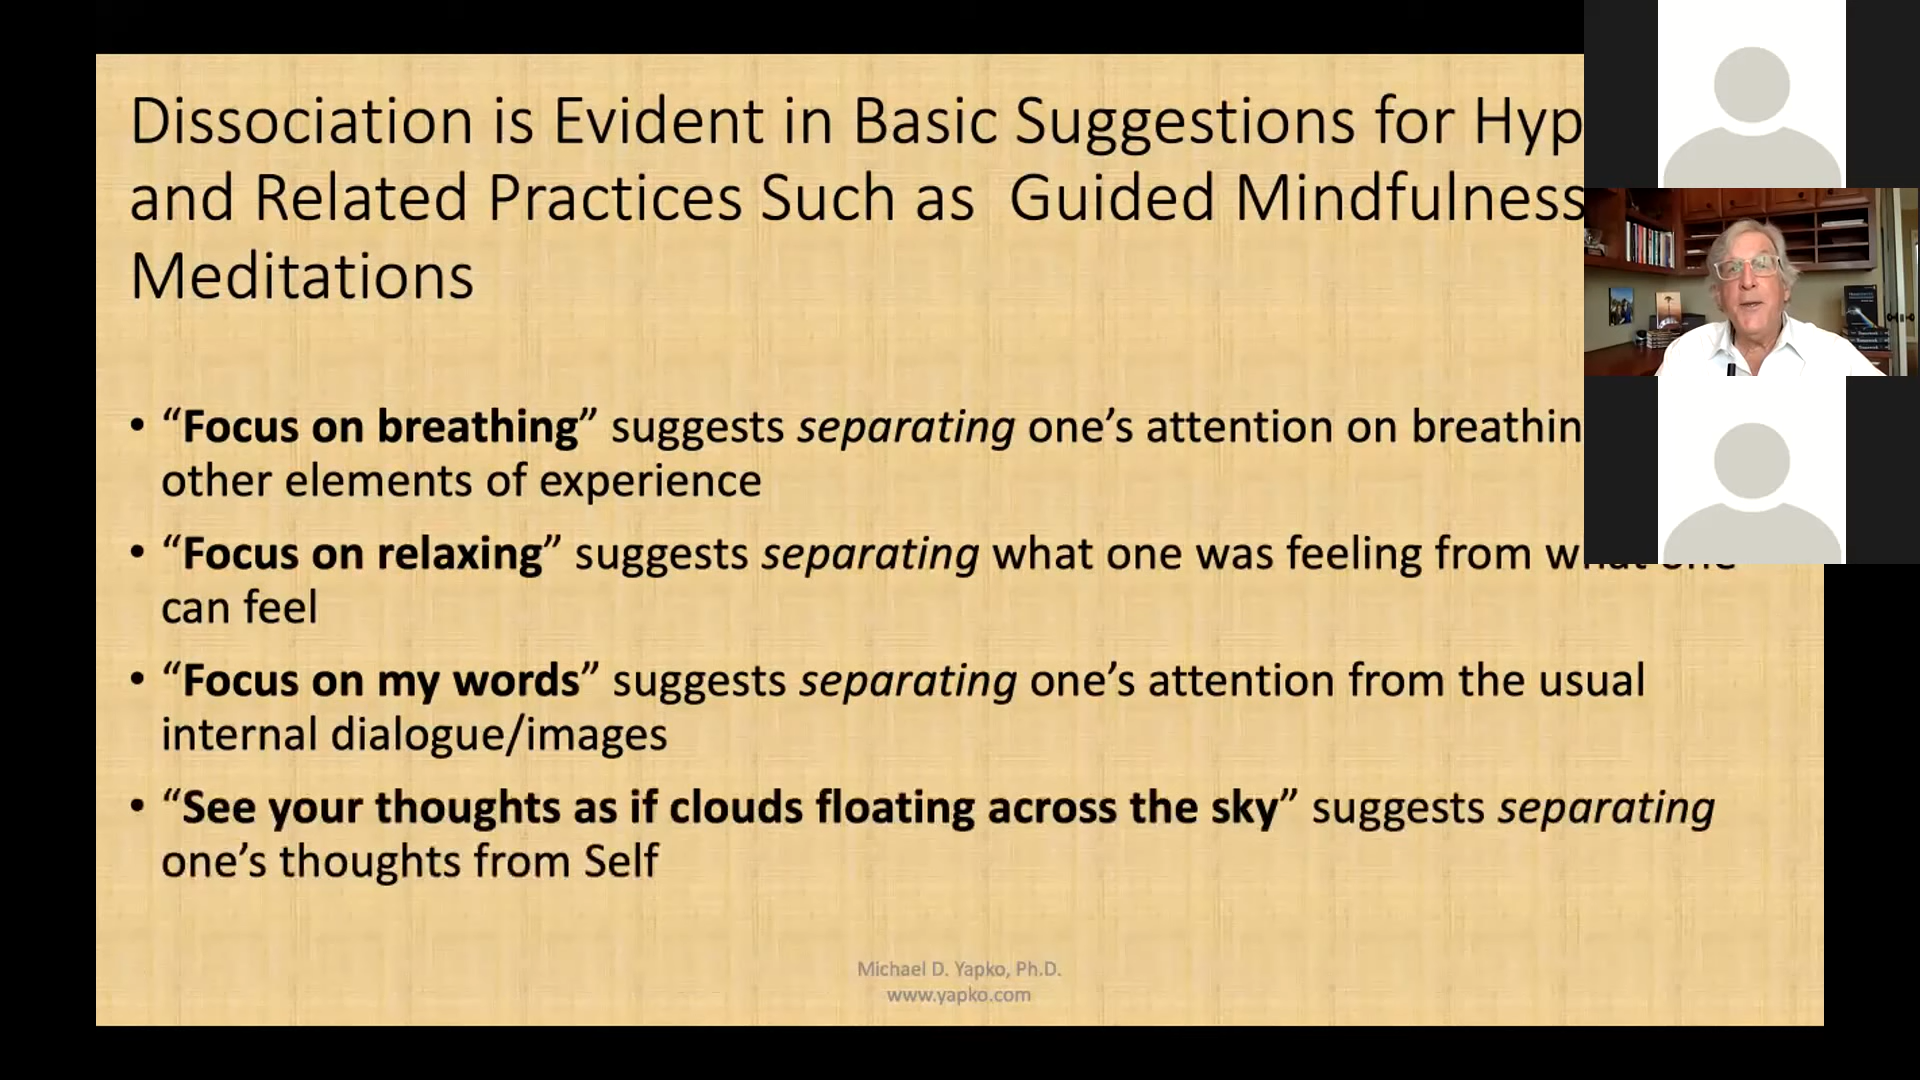 Dissociation is Evident in Basic Suggestions for Hyp
and Related Practices Such as Guided Mindfulness
Meditations
• “Focus on breathing” suggests separating one’s attention on breathin
other elements of experience
• “Focus on relaxing” suggests separating what one was feeling from what one
can feel
• “Focus on my words” suggests separating one’s attention from the usual
internal dialogue/images
• “See your thoughts as if clouds floating across the sky” suggests separating
one’s thoughts from Self
Michael D. Yapko, Ph.D.
www.yapko.com